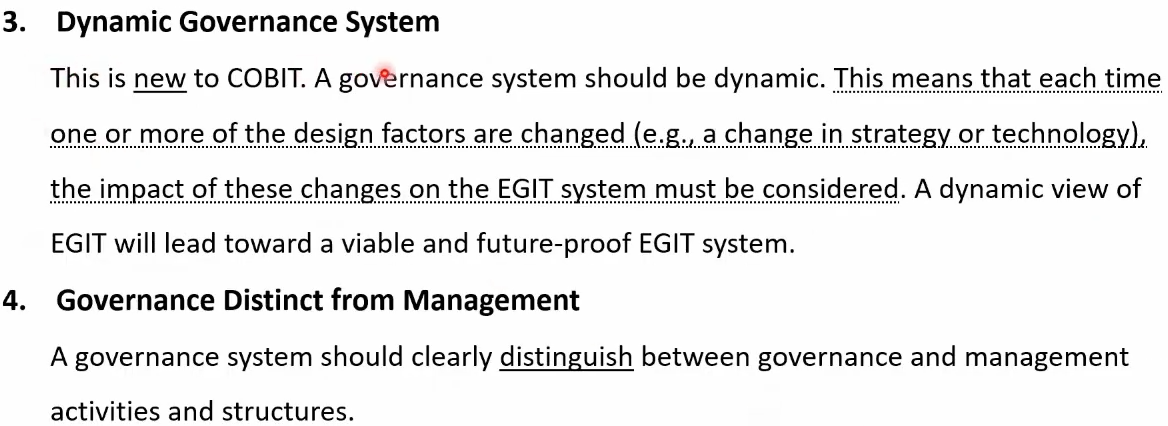 3. Dynamic Governance System
This is new to COBIT. A governance system should be dynamic. This means that each time
one or more of the design factors are changed (e.g., a change in strategy or technology),
the impact of these changes on the EGIT system must be considered. A dynamic view of
EGIT will lead toward a viable and future-proof EGIT system.
4. Governance Distinct from Management
A governance system should clearly distinguish between governance and management
activities and structures.